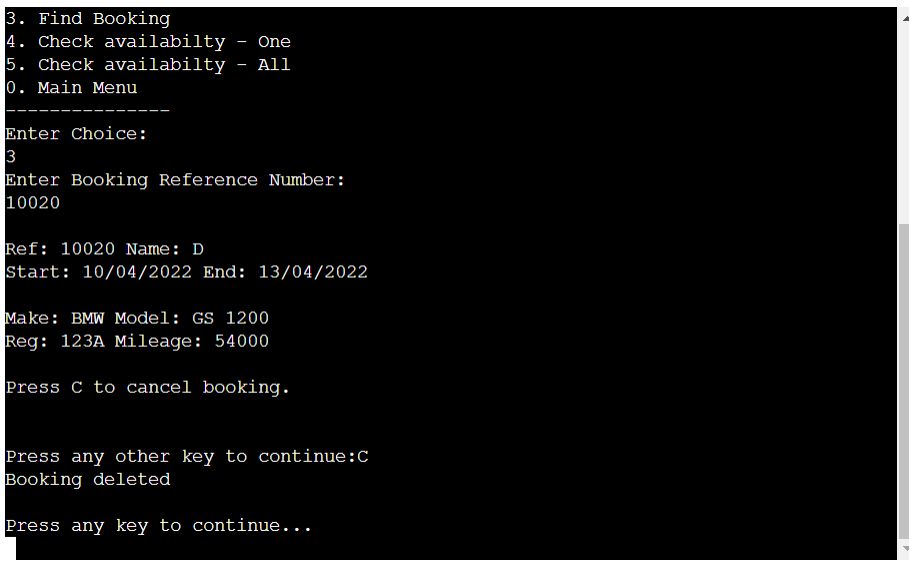 3. Find Booking
4. Check availabilty - One
5. Check availabilty - All
0. Main Menu
---------------
Enter Choice:
3
Enter Booking Reference Number:
10020
Ref: 10020 Name: D
Start: 10/04/2022 End: 13/04/2022
Make: BMW Model: GS 1200
Reg: 123A Mileage: 54000
Press C to cancel booking.
Press any other key to continue:C
Booking deleted
Press any key to continue...